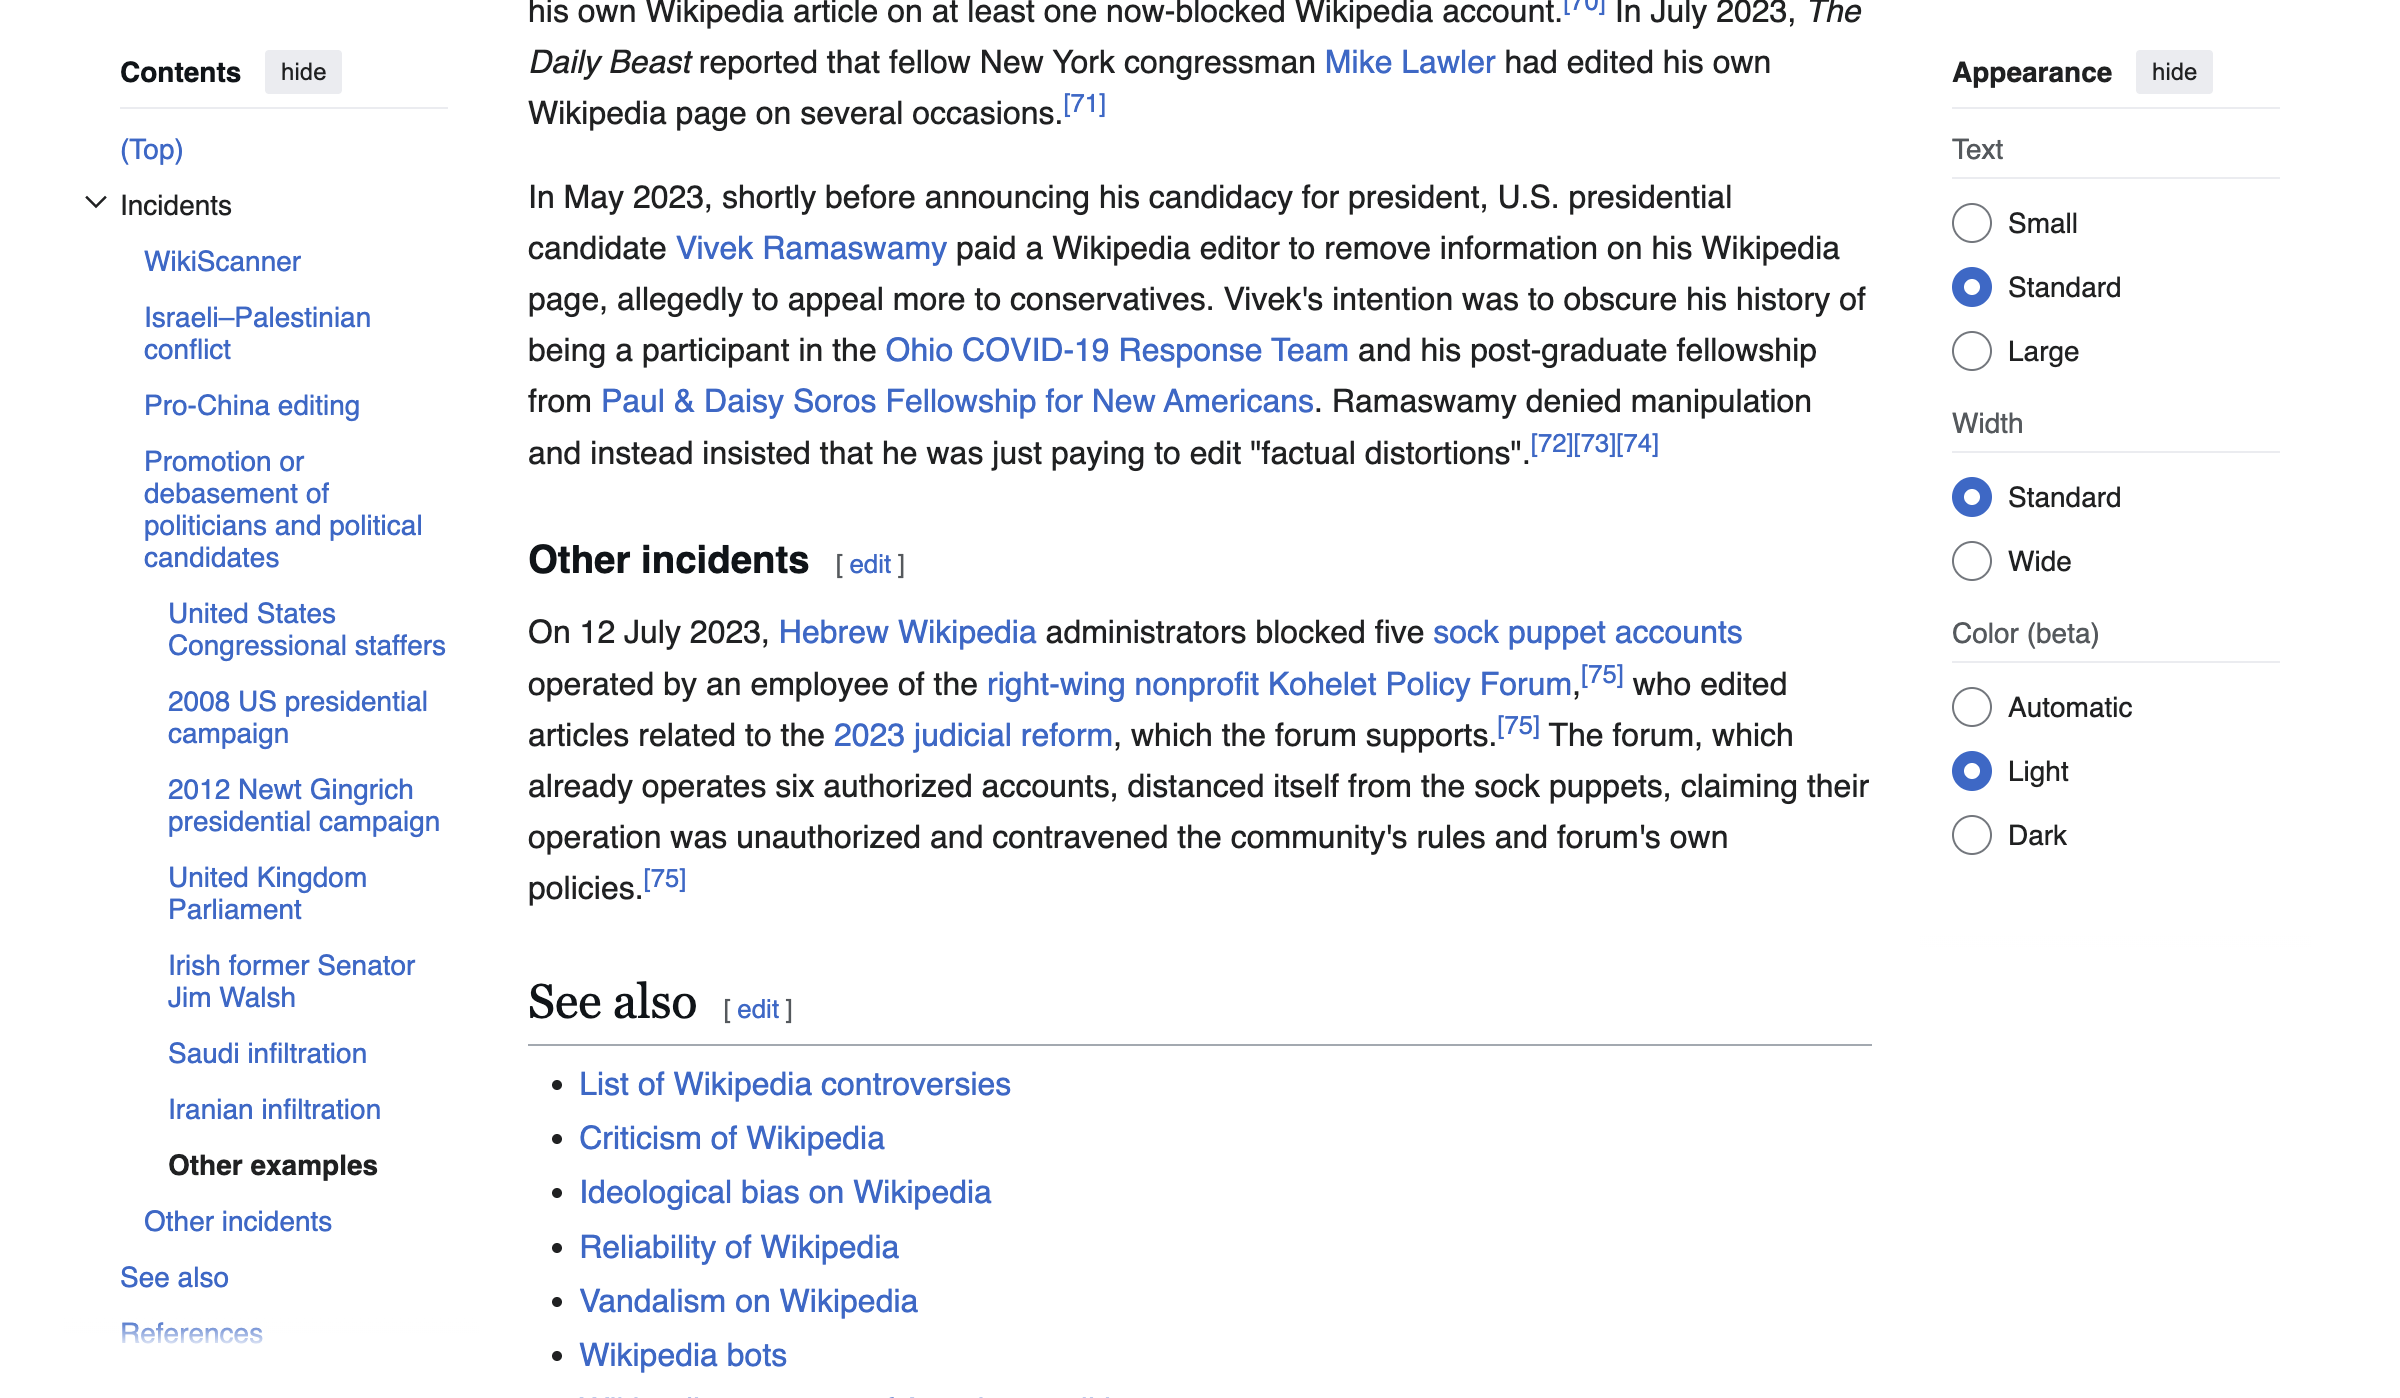 Contents hide
(Top)
Incidents
WikiScanner
Israeli–Palestinian
conflict
Pro-China editing
Promotion or
debasement of
politicians and political
candidates
United States
Congressional staffers
2008 US presidential
campaign
2012 Newt Gingrich
presidential campaign
United Kingdom
Parliament
Irish former Senator
Jim Walsh
Saudi infiltration
Iranian infiltration
Other examples
Other incidents
See also
References
his own Wikipedia article on at least one now-blocked Wikipedia account.[70] In July 2023, The
Daily Beast reported that fellow New York congressman Mike Lawler had edited his own
Wikipedia page on several occasions.[71]
In May 2023, shortly before announcing his candidacy for president, U.S. presidential
candidate Vivek Ramaswamy paid a Wikipedia editor to remove information on his Wikipedia
page, allegedly to appeal more to conservatives. Vivek's intention was to obscure his history of
being a participant in the Ohio COVID-19 Response Team and his post-graduate fellowship
from Paul & Daisy Soros Fellowship for New Americans. Ramaswamy denied manipulation
and instead insisted that he was just paying to edit "factual distortions".[72][73][74]
Other incidents [ edit ]
On 12 July 2023, Hebrew Wikipedia administrators blocked five sock puppet accounts
operated by an employee of the right-wing nonprofit Kohelet Policy Forum,[75] who edited
articles related to the 2023 judicial reform, which the forum supports.[75] The forum, which
already operates six authorized accounts, distanced itself from the sock puppets, claiming their
operation was unauthorized and contravened the community's rules and forum's own
policies.[75]
See also [ edit ]
• List of Wikipedia controversies
• Criticism of Wikipedia
• Ideological bias on Wikipedia
• Reliability of Wikipedia
• Vandalism on Wikipedia
• Wikipedia bots
Appearance hide
Text
Small
Standard
Large
Width
Standard
Wide
Color (beta)
Automatic
Light
Dark